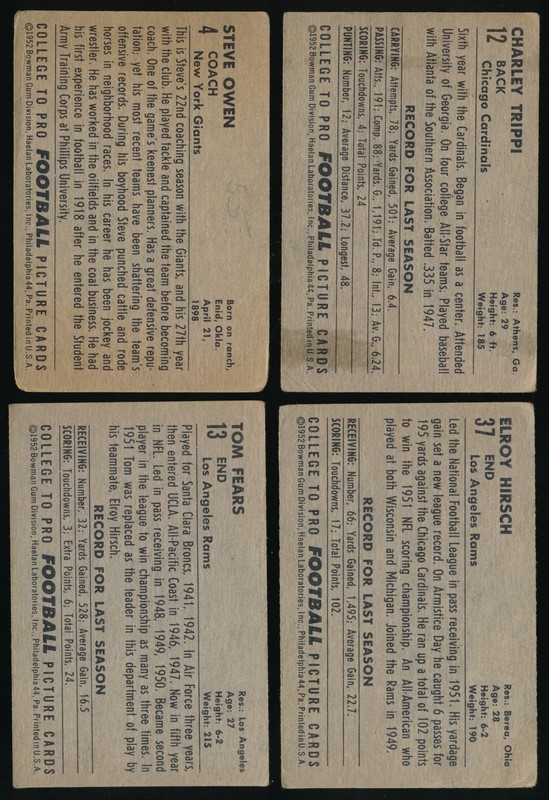 STEVE OWEN
4 COACH
New York Giants
Born on ranch,
Enid, Okla.
April 21,
1898
This is Steve's 22nd coaching season with the Giants, and his 27th year
with the club. He played tackle and captained the team before becoming
coach. One of the game's keenest planners. Has a great defensive repu-
tation; yet his most recent teams have been shattering the team's
offensive records. During his boyhood Steve punched cattle and rode
horses in neighborhood races. In his career he has been jockey and
wrestler. He has worked in the oilfields and in the coal business. He had
his first experience in football in 1918 after he entered the Student
Army Training Corps at Phillips University.
COLLEGE TO PRO FOOTBALL PICTURE CARDS
©1952 Bowman Gum Division, Haelan Laboratories, Inc., Philadelphia 44, Pa. Printed in U.S.A.
CHARLEY TRIPPI
12 BACK
Chicago Cardinals
Res.: Athens, Ga.
Age: 29
Height: 6 ft.
Weight: 185
Sixth year with the Cardinals. Began in football as a center. Attended
University of Georgia. On four college All-Star teams. Played baseball
with Atlanta of the Southern Association. Batted .335 in 1947.
RECORD FOR LAST SEASON
CARRYING: Attempts, 78; Yards Gained, 501; Average Gain, 6.4.
PASSING: Atts., 191; Comp. 88; Yards G., 1,191; Td. P., 8; Int., 13; Av. G., 6.24.
SCORING: Touchdowns, 4; Total Points, 24
PUNTING: Number, 12; Average Distance, 37.2; Longest, 48.
COLLEGE TO PRO FOOTBALL PICTURE CARDS
©1952 Bowman Gum Division, Haelan Laboratories, Inc., Philadelphia 44, Pa. Printed in U.S.A.
TOM FEARS
13 END
Los Angeles Rams
Res.: Los Angeles
Age: 27
Height: 6-2
Weight: 215
Played for Santa Clara Broncs, 1941, 1942. In Air Force three years,
then entered UCLA. All-Pacific Coast in 1946, 1947. Now in fifth year
in NFL. Led in pass receiving in 1948, 1949, 1950. Became second
player in the league to win championship as many as three times. In
1951 Tom was replaced as the leader in this department of play by
his teammate, Elroy Hirsch.
RECORD FOR LAST SEASON
RECEIVING: Number, 32; Yards Gained, 528; Average Gain, 16.5
SCORING: Touchdowns, 3; Extra Points, 6; Total Points, 24.
COLLEGE TO PRO FOOTBALL PICTURE CARDS
©1952 Bowman Gum Division, Haelan Laboratories, Inc., Philadelphia 44, Pa. Printed in U.S.A.
ELROY HIRSCH
37 END
Los Angeles Rams
Res.: Berea, Ohio
Age: 28
Height: 6-2
Weight: 190
Led the National Football League in pass receiving in 1951. His yardage
gain set a new league record. On Armistice Day he caught 6 passes for
195 yards against the Chicago Cardinals. He ran up a total of 102 points
to win the 1951 NFL scoring championship. An All-American who
played at both Wisconsin and Michigan. Joined the Rams in 1949.
RECORD FOR LAST SEASON
RECEIVING: Number, 66; Yards Gained, 1,495; Average Gained, 22.7.
SCORING: Touchdowns, 17; Total Points, 102.
COLLEGE TO PRO FOOTBALL PICTURE CARDS
©1952 Bowman Gum Division, Haelan Laboratories, Inc., Philadelphia 44, Pa. Printed in U.S.A.